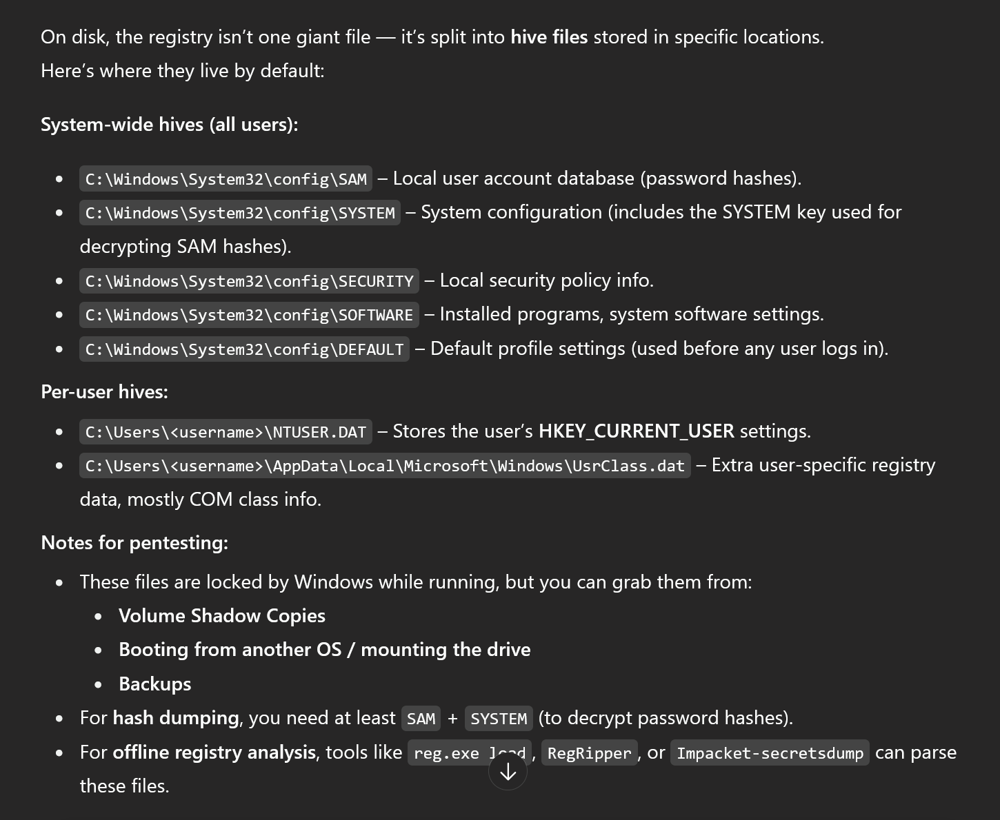 On disk, the registry isn’t one giant file — it’s split into hive files stored in specific locations.
Here’s where they live by default:
System-wide hives (all users):
• C:\Windows\System32\config\SAM – Local user account database (password hashes).
• C:\Windows\System32\config\SYSTEM – System configuration (includes the SYSTEM key used for
decrypting SAM hashes).
• C:\Windows\System32\config\SECURITY – Local security policy info.
• C:\Windows\System32\config\SOFTWARE – Installed programs, system software settings.
• C:\Windows\System32\config\DEFAULT – Default profile settings (used before any user logs in).
Per-user hives:
• C:\Users\<username>\NTUSER.DAT – Stores the user’s HKEY_CURRENT_USER settings.
• C:\Users\<username>\AppData\Local\Microsoft\Windows\UsrClass.dat – Extra user-specific registry
data, mostly COM class info.
Notes for pentesting:
• These files are locked by Windows while running, but you can grab them from:
• Volume Shadow Copies
• Booting from another OS / mounting the drive
• Backups
• For hash dumping, you need at least SAM + SYSTEM (to decrypt password hashes).
• For offline registry analysis, tools like reg.exe load, RegRipper, or Impacket-secretsdump can parse
these files.